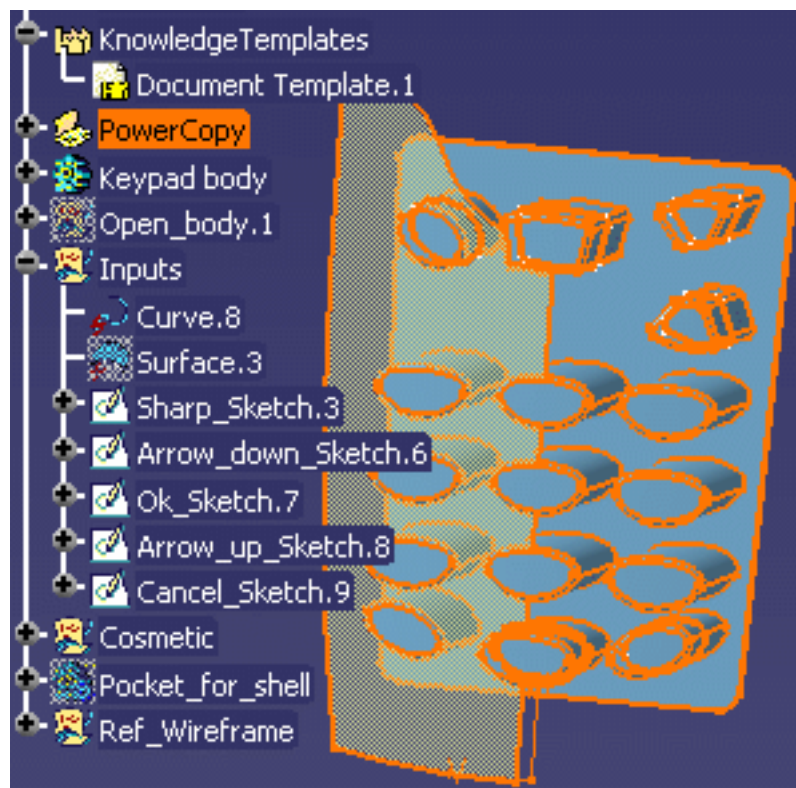 KnowledgeTemplates
Document Template.1
PowerCopy
Keypad body
Open_body.1
Inputs
Curve.8
Surface.3
Sharp_Sketch.3
Arrow_down_Sketch.6
Ok_Sketch.7
Arrow_up_Sketch.8
Cancel_Sketch.9
Cosmetic
Pocket_for_shell
Ref_Wireframe